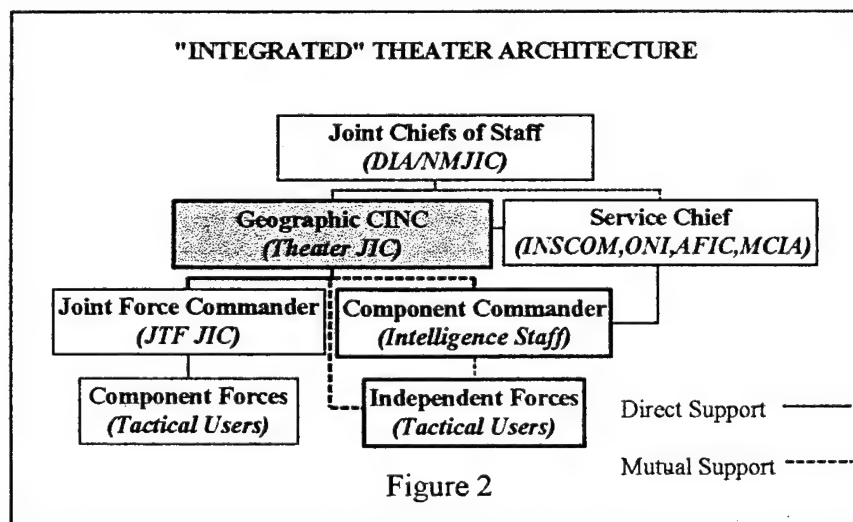 "INTEGRATED" THEATER ARCHITECTURE
Joint Chiefs of Staff
(DIA/NMJIC)
Geographic CINC
(Theater JIC)
Service Chief
(INSCOM,ONI,AFIC,MCIA)
Joint Force Commander
(JTF JIC)
Component Commander
(Intelligence Staff)
Component Forces
(Tactical Users)
Independent Forces
(Tactical Users)
Direct Support
Mutual Support
Figure 2